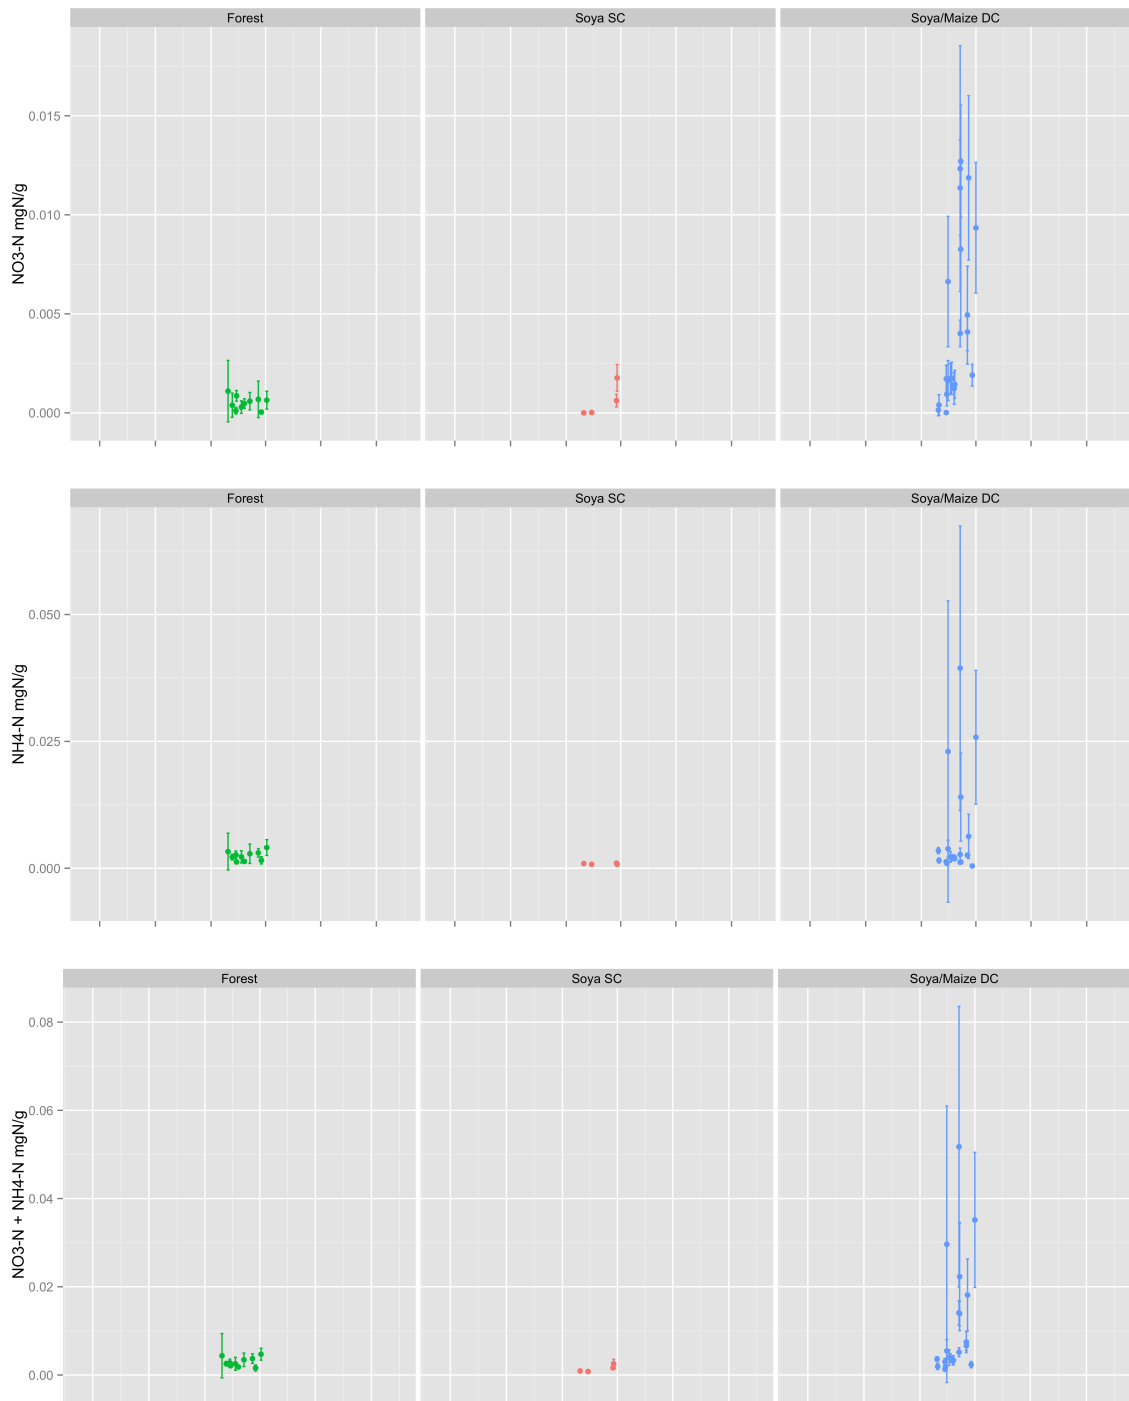 Forest Soya SC Soya/Maize DC
NO3-N mgN/g
0.015
0.010
0.005
0.000
Forest Soya SC Soya/Maize DC
NH4-N mgN/g
0.050
0.025
0.000
Forest Soya SC Soya/Maize DC
NO3-N + NH4-N mgN/g
0.08
0.06
0.04
0.02
0.00